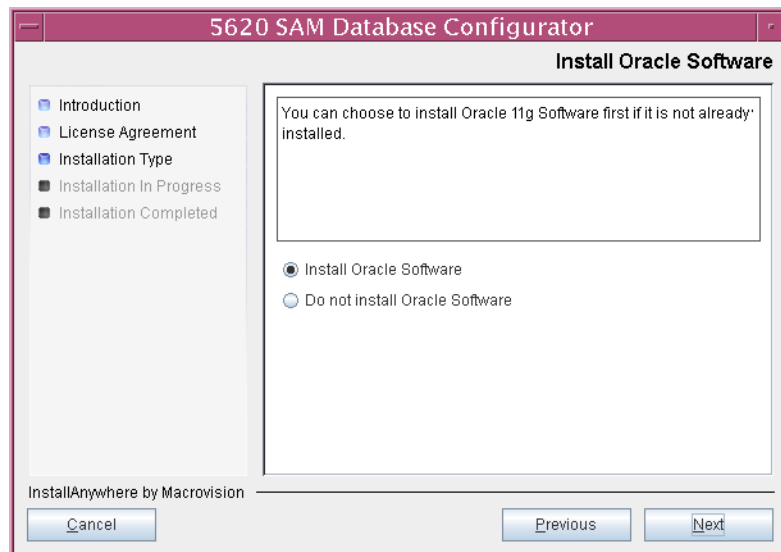 5620 SAM Database Configurator
Install Oracle Software
Introduction
License Agreement
Installation Type
Installation In Progress
Installation Completed
You can choose to install Oracle 11g Software first if it is not already
installed.
Install Oracle Software
Do not install Oracle Software
InstallAnywhere by Macrovision
Cancel
Previous
Next